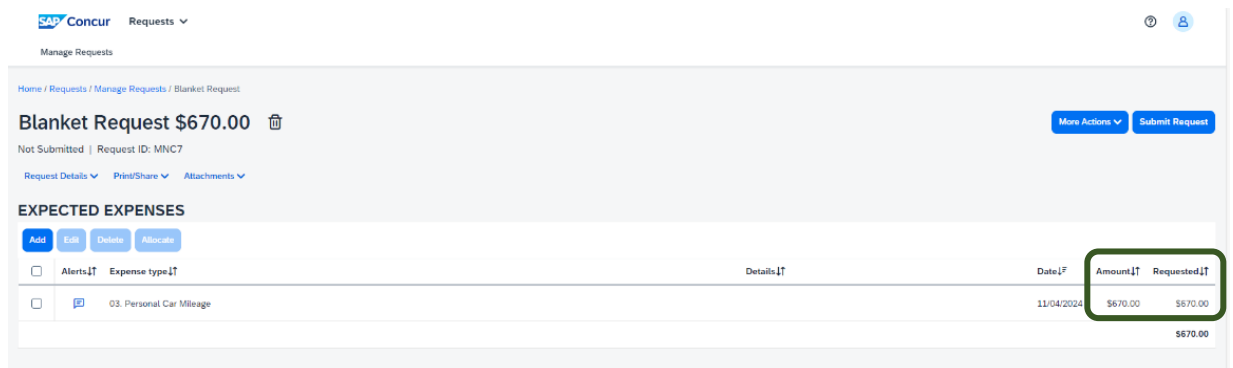 SAP Concur Requests
Manage Requests
Home / Requests / Manage Requests / Blanket Request
Blanket Request $670.00
More Actions Submit Request
Not Submitted | Request ID: MNC7
Request Details Print/Share Attachments
EXPECTED EXPENSES
Add Edit Delete Allocate
Alerts Expense type Details Date Amount Requested
03. Personal Car Mileage 11/04/2024 $670.00 $670.00
$670.00